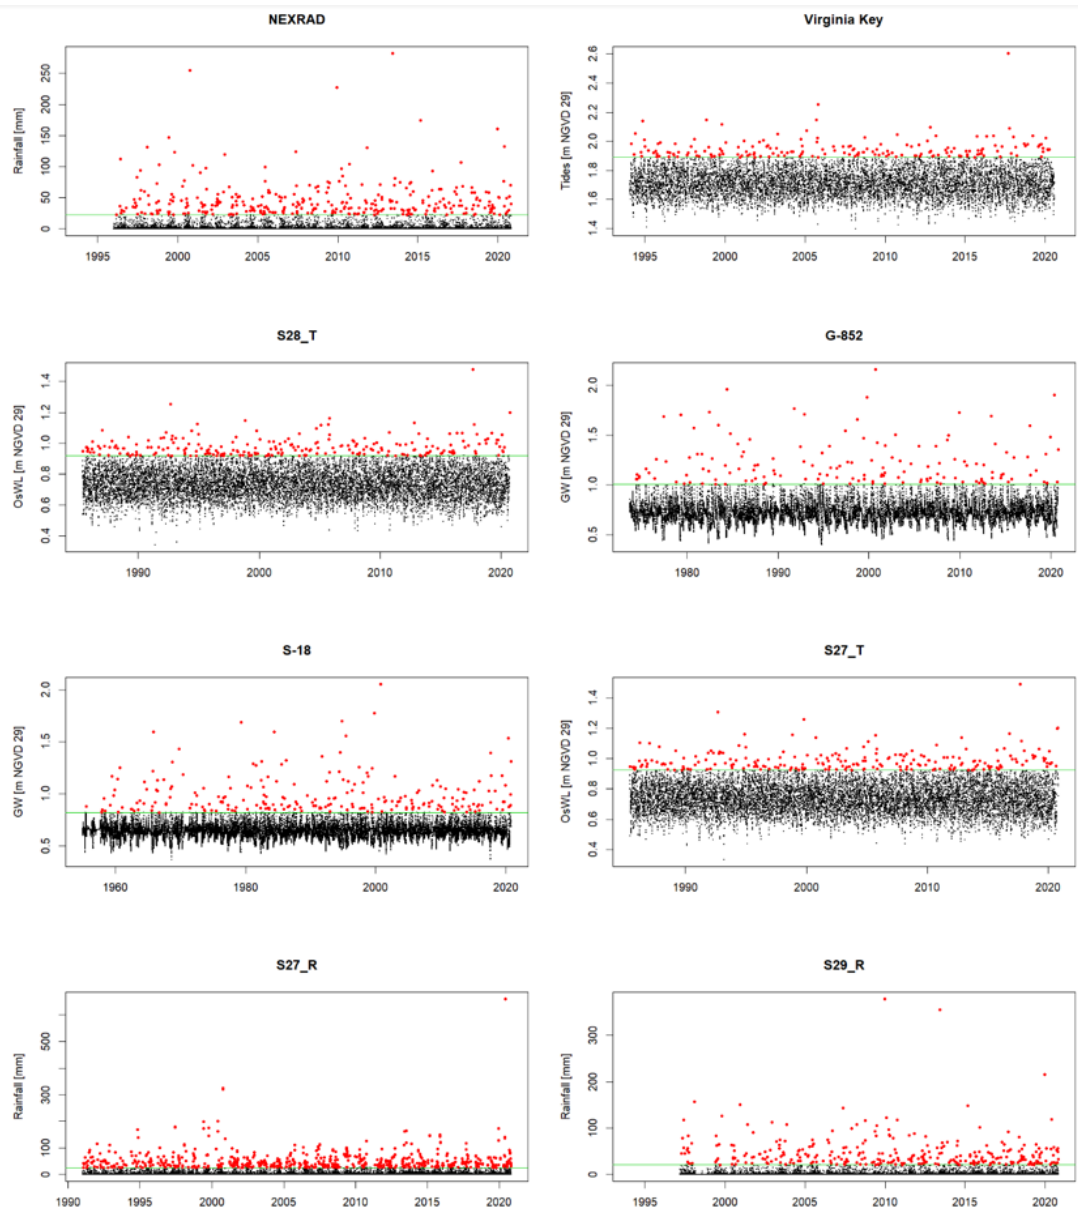 NEXRAD
Rainfall [mm]
250
200
150
100
50
0
1995 2000 2005 2010 2015 2020
Virginia Key
Tides [m NGVD 29]
2.6
2.4
2.2
2.0
1.8
1.6
1.4
1995 2000 2005 2010 2015 2020
S28_T
OsWL [m NGVD 29]
1.4
1.2
1.0
0.8
0.6
0.4
1990 2000 2010 2020
G-852
GW [m NGVD 29]
2.0
1.5
1.0
0.5
1980 1990 2000 2010 2020
S-18
GW [m NGVD 29]
2.0
1.5
1.0
0.5
1960 1980 2000 2020
S27_T
OsWL [m NGVD 29]
1.4
1.2
1.0
0.8
0.6
0.4
1990 2000 2010 2020
S27_R
Rainfall [mm]
500
300
100
0
1990 1995 2000 2005 2010 2015 2020
S29_R
Rainfall [mm]
300
200
100
0
1995 2000 2005 2010 2015 2020